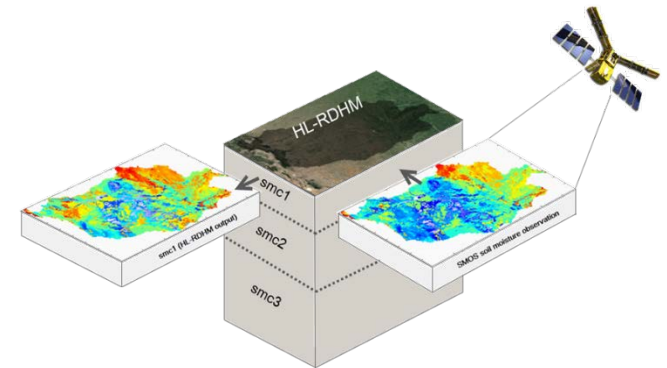 HL-RDHM
smc1
smc2
smc3
smc1 (HL-RDHM output)
SMOS soil moisture observation